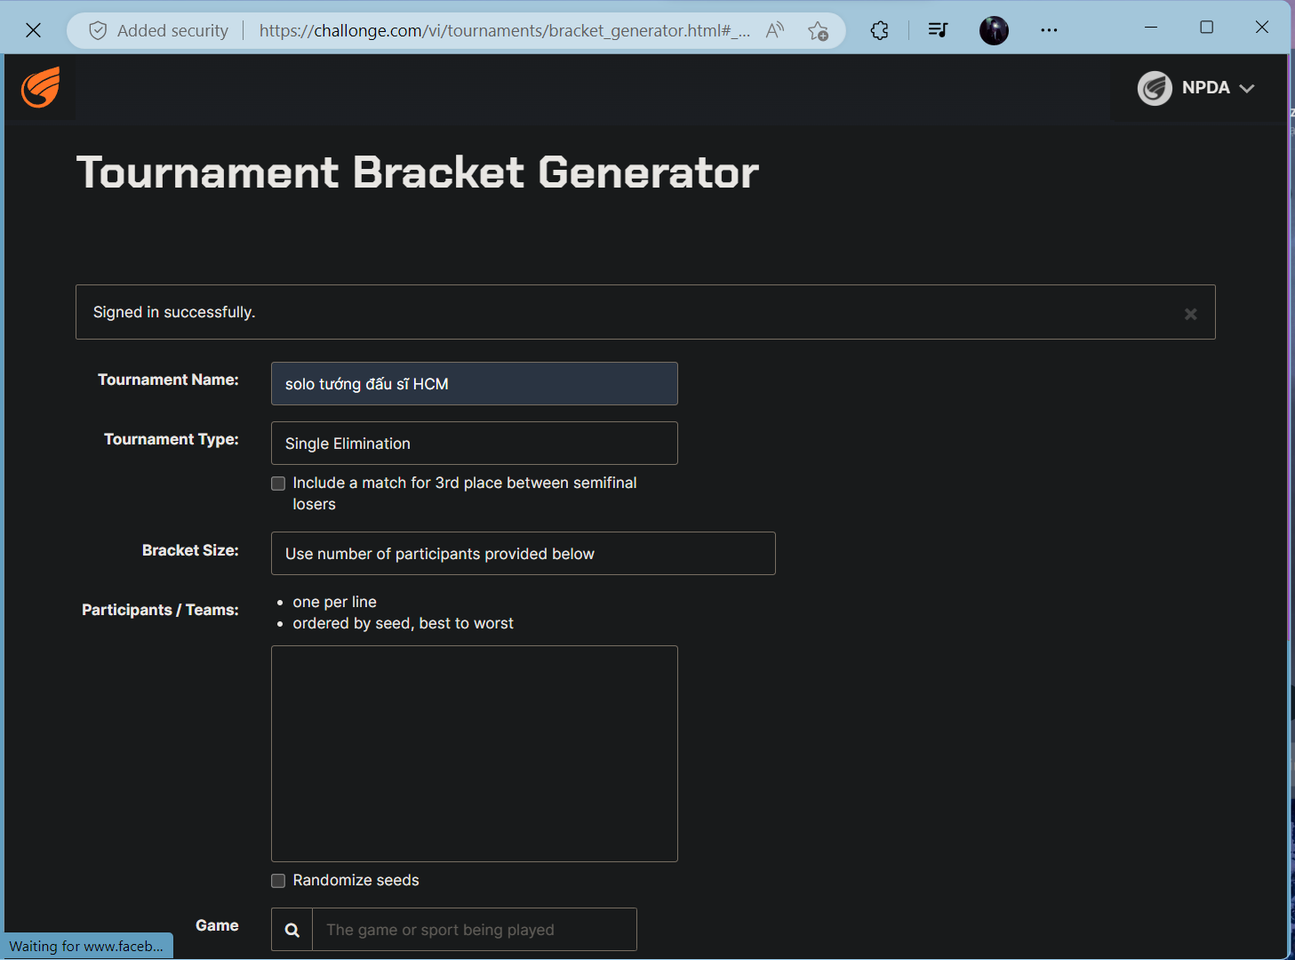 Added security
https://challonge.com/vi/tournaments/bracket_generator.html#_...
NPDA
Tournament Bracket Generator
Signed in successfully.
Tournament Name:
solo tướng đấu sĩ HCM
Tournament Type:
Single Elimination
Include a match for 3rd place between semifinal
losers
Bracket Size:
Use number of participants provided below
Participants / Teams:
• one per line
• ordered by seed, best to worst
Randomize seeds
Game
The game or sport being played
Waiting for www.faceb...